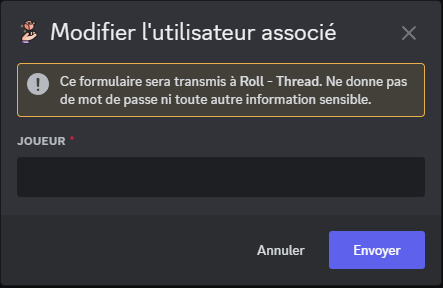 Modifier l'utilisateur associé
Ce formulaire sera transmis à Roll - Thread. Ne donne pas
de mot de passe ni toute autre information sensible.
JOUEUR *
Annuler
Envoyer